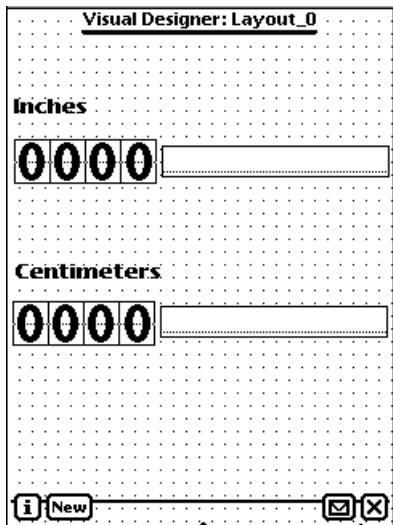 Visual Designer: Layout_0
Inches
0000
Centimeters
0000
i New